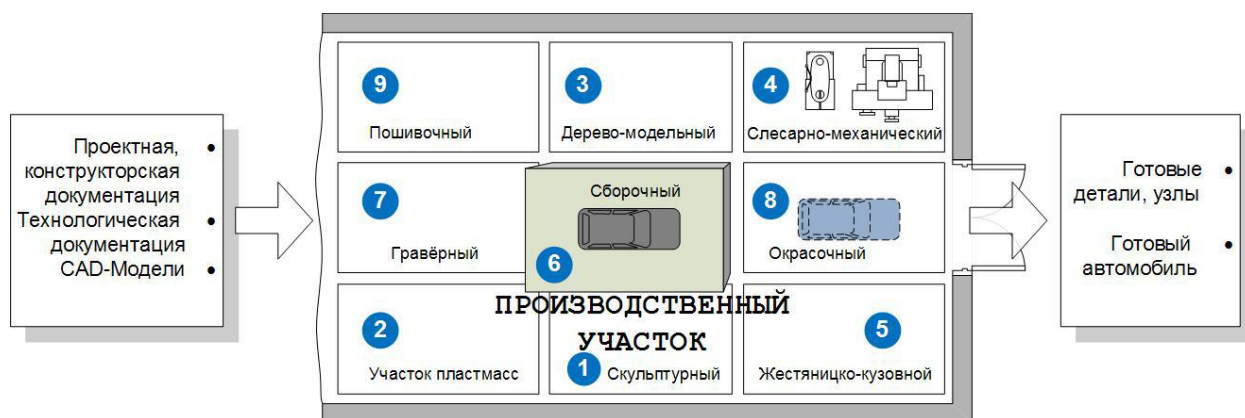 Проектная,
конструкторская
документация
Технологическая
документация
CAD-Модели
9
Пошивочный
3
Дерево-модельный
4
Слесарно-механический
7
Гравёрный
Сборочный
6
8
Окрасочный
ПРОИЗВОДСТВЕННЫЙ
УЧАСТОК
2
Участок пластмасс
1 Скульптурный
5
Жестяницко-кузовной
Готовые
детали, узлы
Готовый
автомобиль